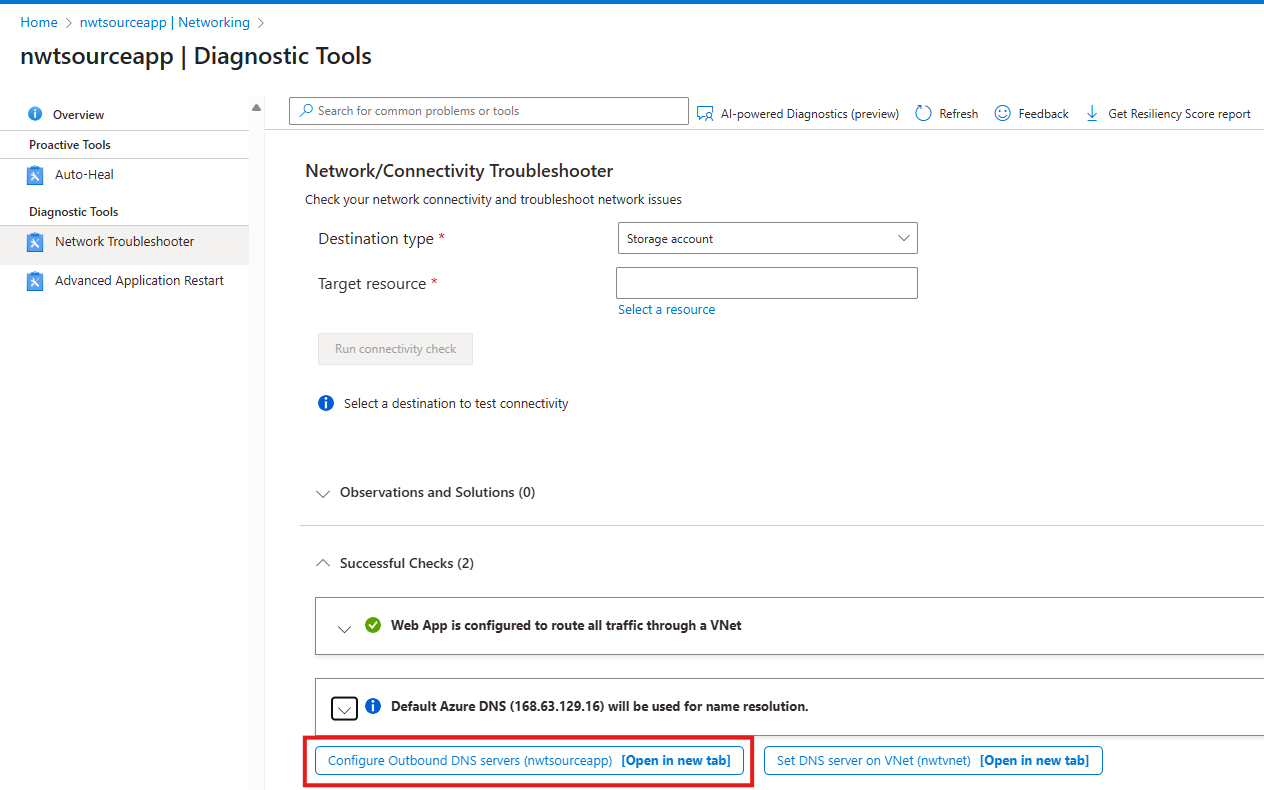 Home > nwtsourceapp | Networking >
nwtsourceapp | Diagnostic Tools
Overview
Proactive Tools
Auto-Heal
Diagnostic Tools
Network Troubleshooter
Advanced Application Restart
Search for common problems or tools
AI-powered Diagnostics (preview)
Refresh
Feedback
Get Resiliency Score report
Network/Connectivity Troubleshooter
Check your network connectivity and troubleshoot network issues
Destination type *
Storage account
Target resource *
Select a resource
Run connectivity check
Select a destination to test connectivity
Observations and Solutions (0)
Successful Checks (2)
Web App is configured to route all traffic through a VNet
Default Azure DNS (168.63.129.16) will be used for name resolution.
Configure Outbound DNS servers (nwtsourceapp) [Open in new tab]
Set DNS server on VNet (nwtvnet) [Open in new tab]